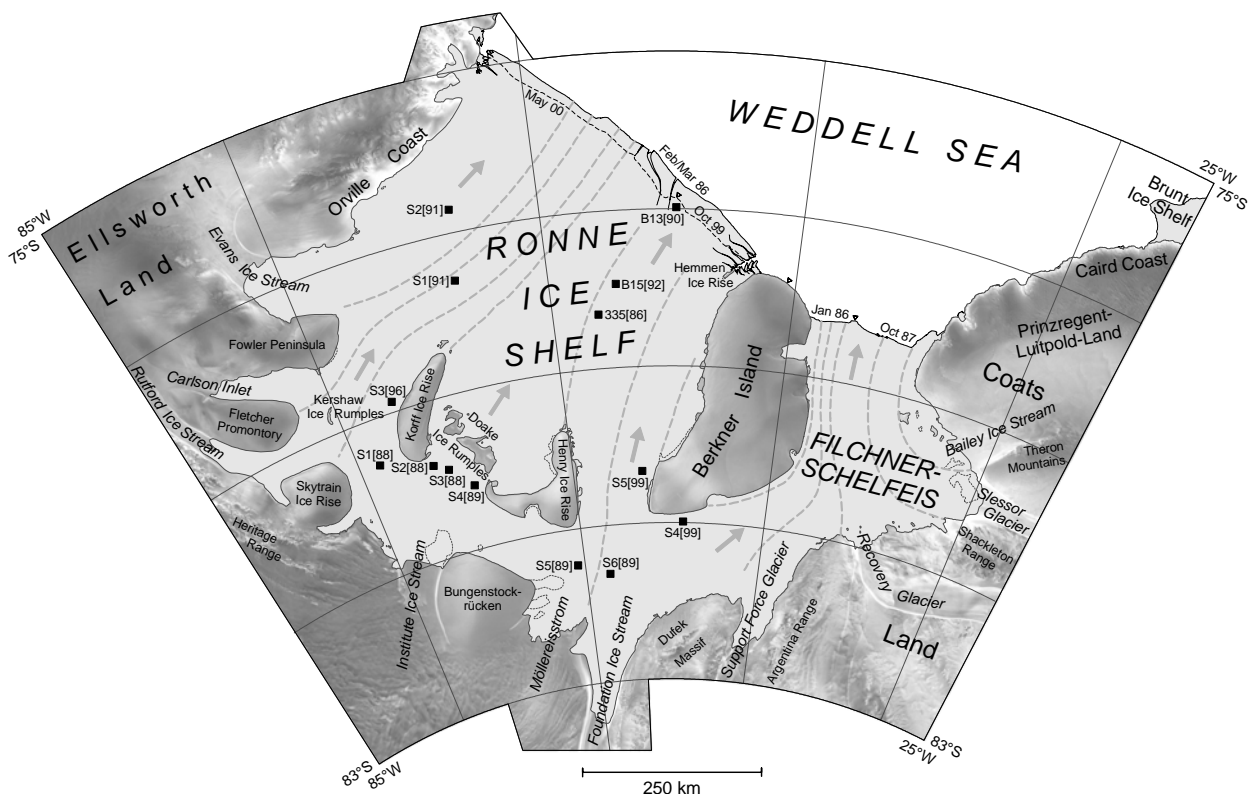 WEDDELL SEA
May 00
Feb/Mar 86
Oct 99
25°W
75°S
85°W
75°S
Brunt
Ice Shelf
Caird Coast
Ellsworth
Land
Orville Coast
S2[91]
B13[90]
RONNE
ICE
SHELF
Evans Ice Stream
S1[91]
Hemmen
Ice Rise
B15[92]
335[86]
Jan 86
Oct 87
Prinzregent-
Luitpold-Land
Coats
Fowler Peninsula
Carlson Inlet
Rutford Ice Stream
Fletcher
Promontory
Kershaw
Ice Rumples
S3[96]
Korff Ice Rise
Doake
Ice Rumples
Berkner Island
FILCHNER-
SCHELFEIS
Bailey Ice Stream
Theron
Mountains
Slessor
Glacier
Shackleton
Range
S1[88]
S2[88]
S3[88]
S4[89]
Henry Ice Rise
S5[99]
S4[99]
Skytrain
Ice Rise
Heritage
Range
Institute Ice Stream
Bungenstock-
rücken
S5[89]
S6[89]
Möllereisstrom
Foundation Ice Stream
Dufek
Massif
Support Force Glacier
Argentina Range
Recovery
Glacier
Land
83°S
85°W
25°W
83°S
250 km